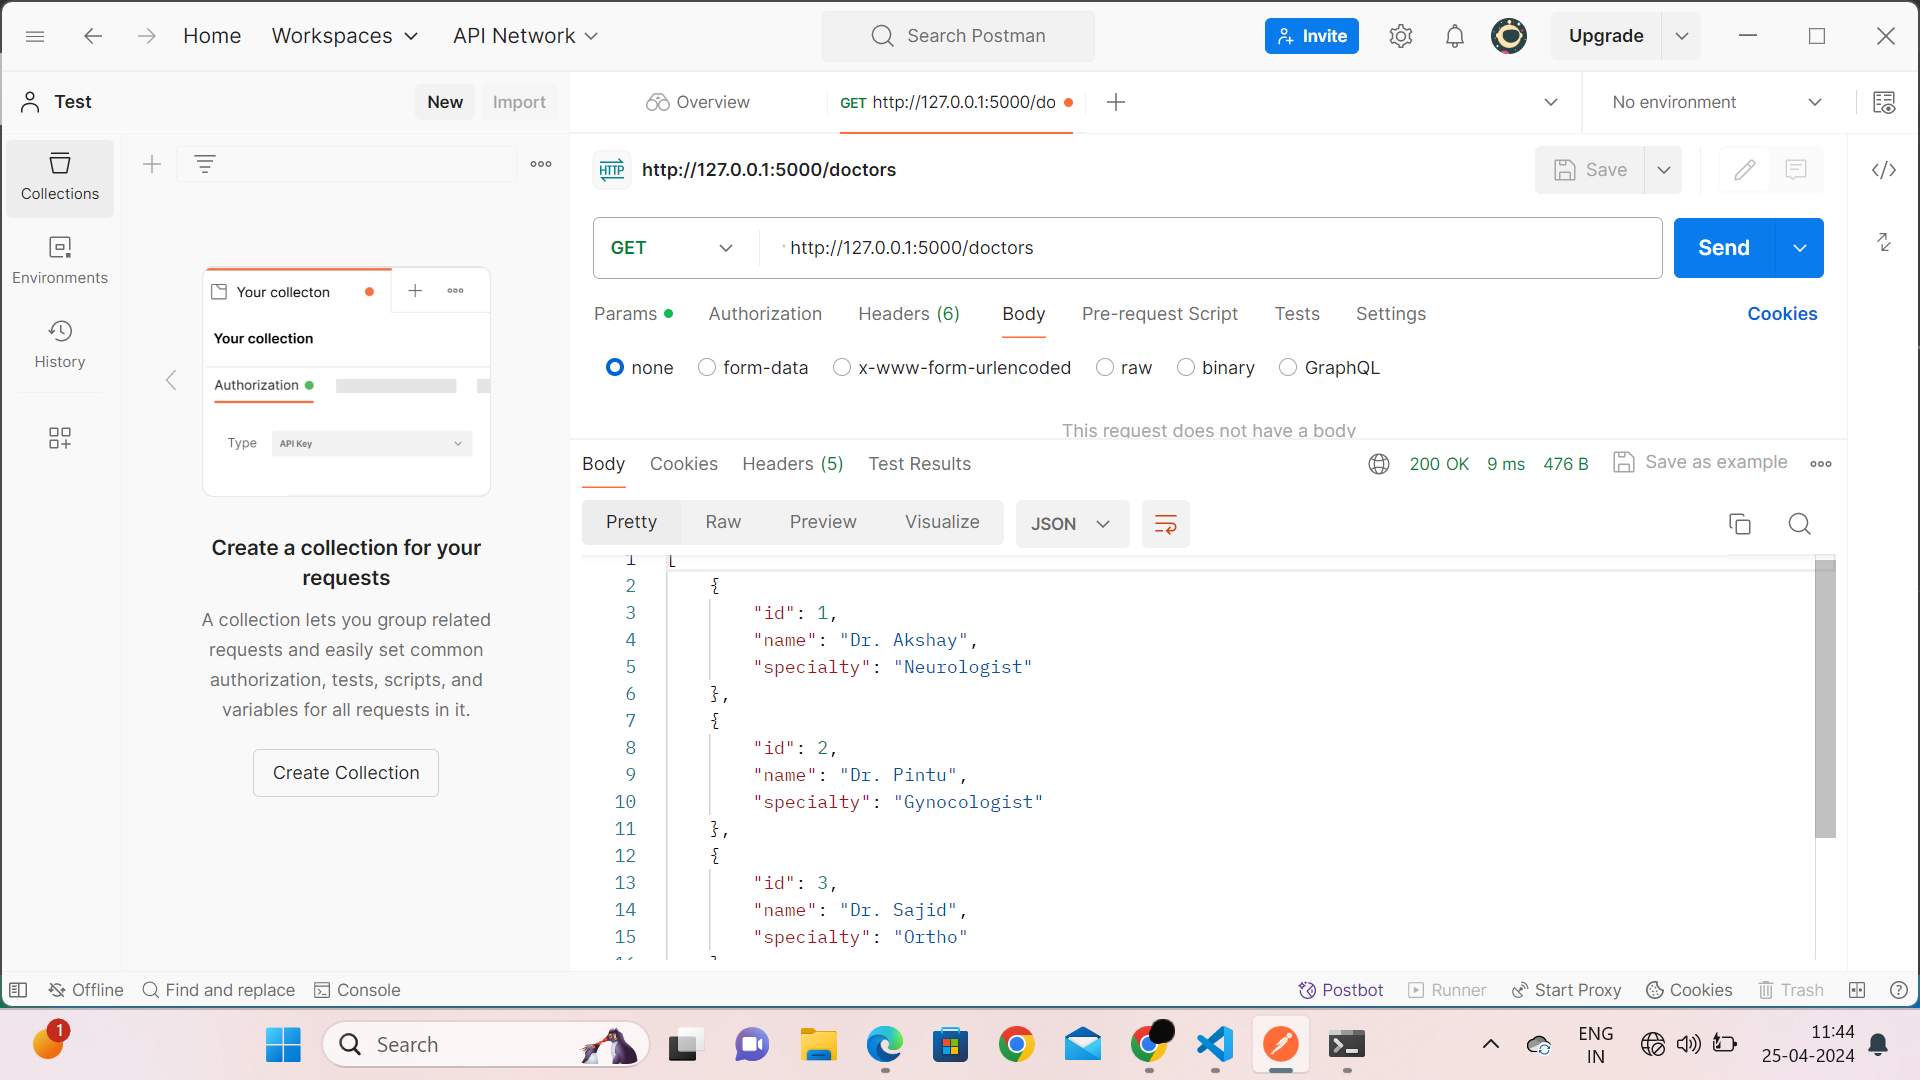 Home Workspaces API Network Search Postman Invite Upgrade
Test New Import Overview GET http://127.0.0.1:5000/do No environment
HTTP http://127.0.0.1:5000/doctors Save
Collections
Environments
History
Your collecton
Your collection
Authorization
Type API Key
Create a collection for your
requests
A collection lets you group related
requests and easily set common
authorization, tests, scripts, and
variables for all requests in it.
Create Collection
GET http://127.0.0.1:5000/doctors Send
Params Authorization Headers (6) Body Pre-request Script Tests Settings Cookies
none form-data x-www-form-urlencoded raw binary GraphQL
This request does not have a body
Body Cookies Headers (5) Test Results 200 OK 9 ms 476 B Save as example
Pretty Raw Preview Visualize JSON
1 [
2 {
3 "id": 1,
4 "name": "Dr. Akshay",
5 "specialty": "Neurologist"
6 },
7 {
8 "id": 2,
9 "name": "Dr. Pintu",
10 "specialty": "Gynocologist"
11 },
12 {
13 "id": 3,
14 "name": "Dr. Sajid",
15 "specialty": "Ortho"
Offline Find and replace Console Postbot Runner Start Proxy Cookies Trash
1 Search ENG
IN
11:44
25-04-2024